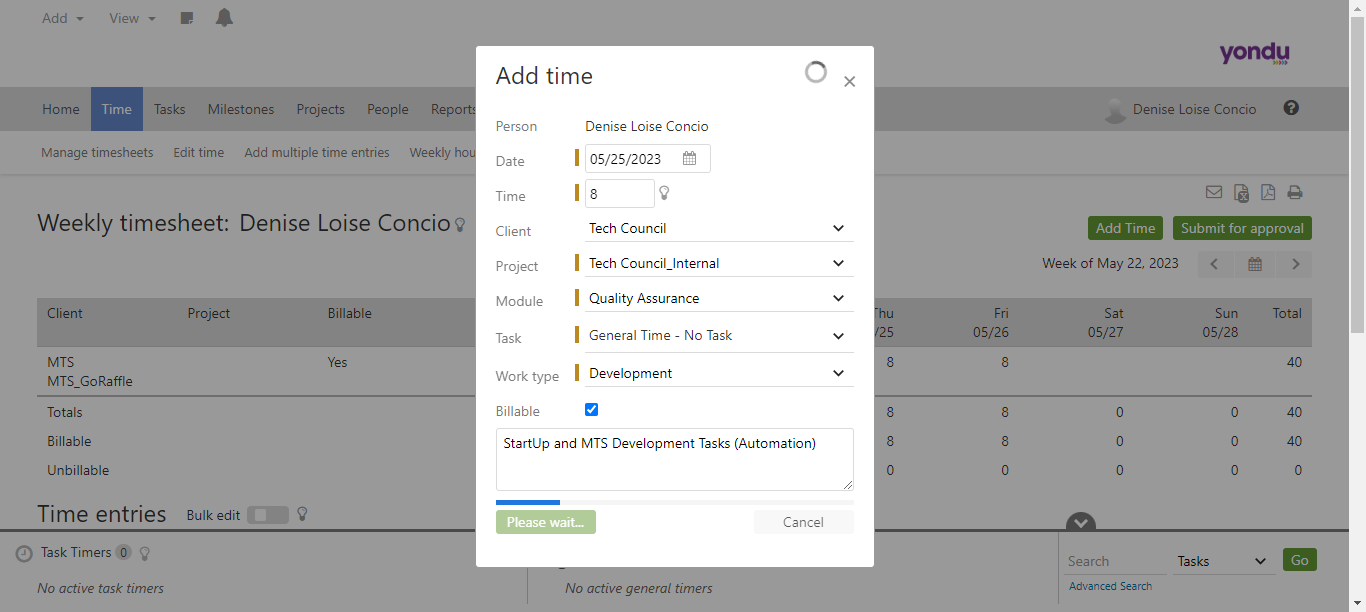 Add View
yondu
Home Time Tasks Milestones Projects People Reports
Denise Loise Concio
Manage timesheets Edit time Add multiple time entries Weekly hou
Weekly timesheet: Denise Loise Concio
Add Time Submit for approval
Week of May 22, 2023
Client Project Billable Thu Fri Sat Sun Total
/25 05/26 05/27 05/28
MTS Yes 8 8 40
MTS_GoRaffle
Totals 8 8 0 0 40
Billable 8 8 0 0 40
Unbillable 0 0 0 0 0
Time entries Bulk edit
Task Timers 0
No active task timers
No active general timers
Search Tasks Go
Advanced Search
Add time
Person Denise Loise Concio
Date 05/25/2023
Time 8
Client Tech Council
Project Tech Council_Internal
Module Quality Assurance
Task General Time - No Task
Work type Development
Billable
StartUp and MTS Development Tasks (Automation)
Please wait... Cancel